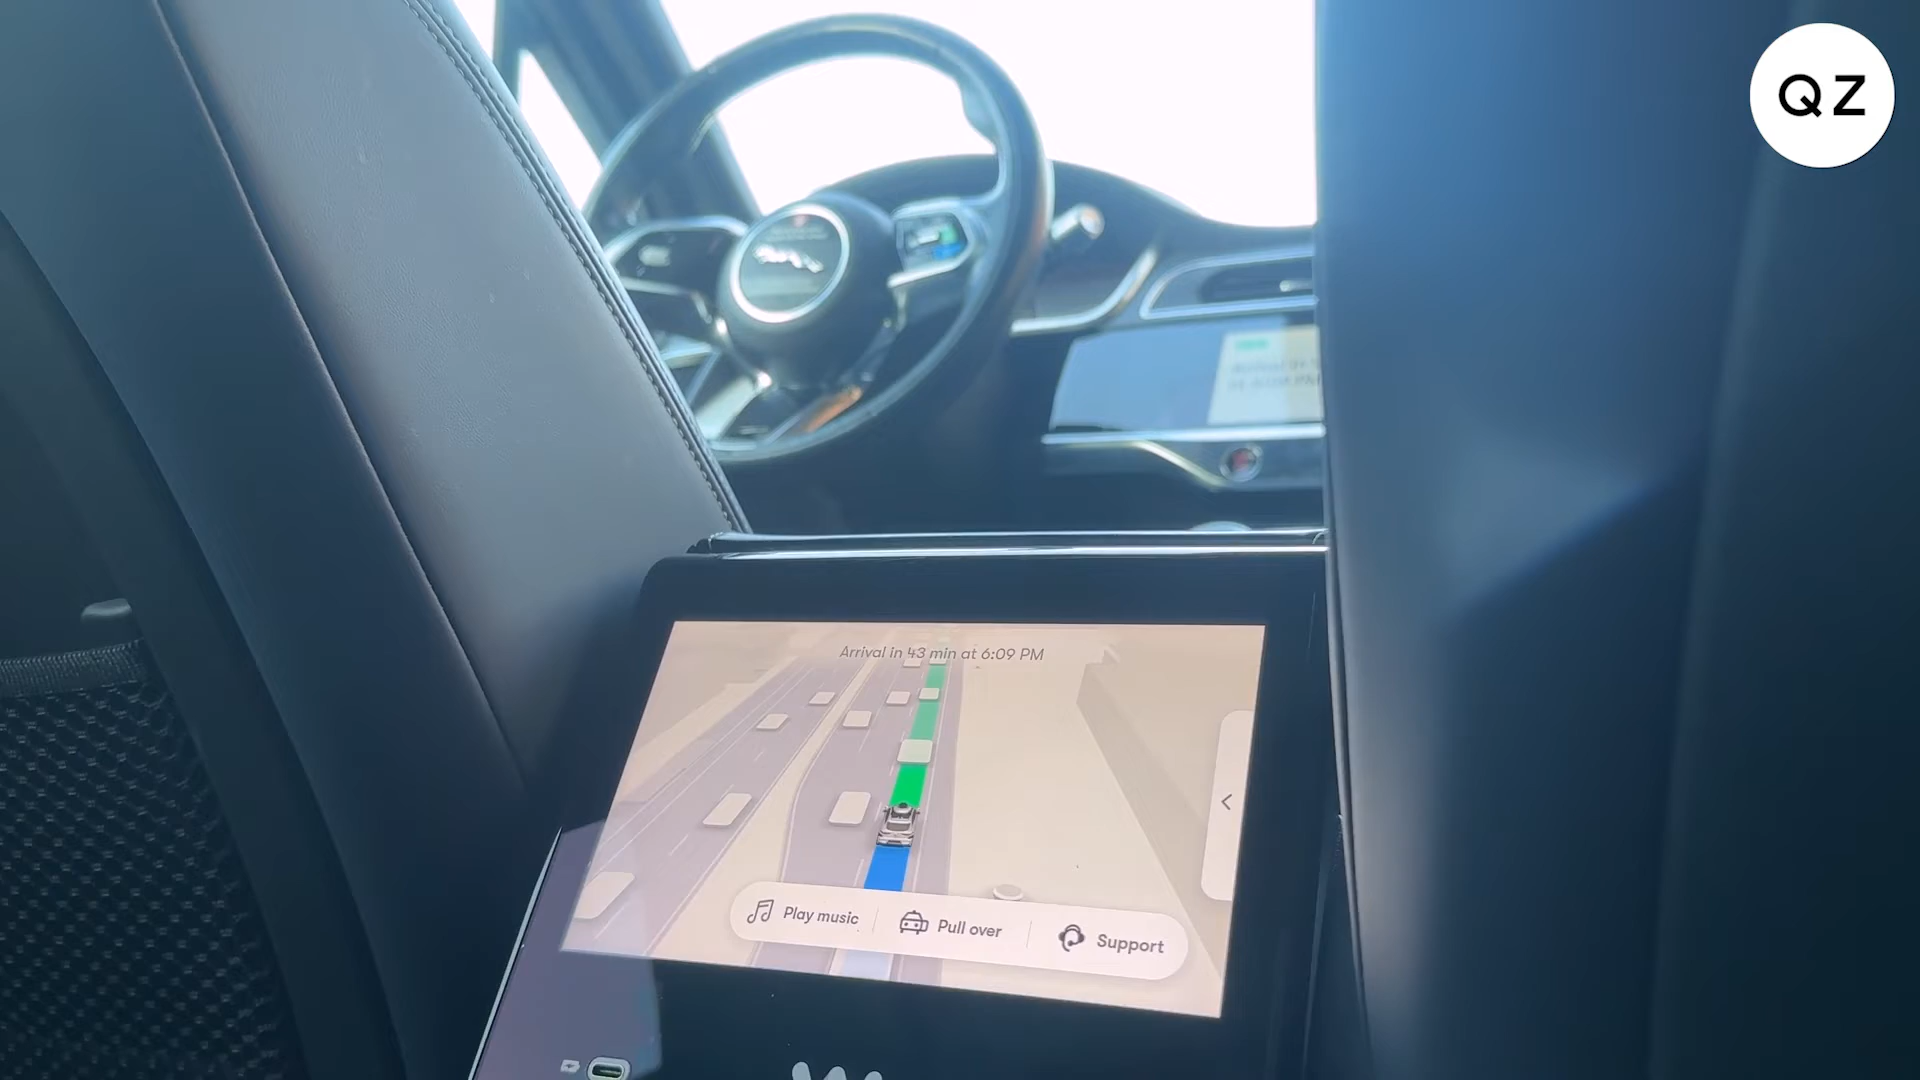 QZ
Arrival in 43 min at 6:09 PM
Play music
Pull over
Support